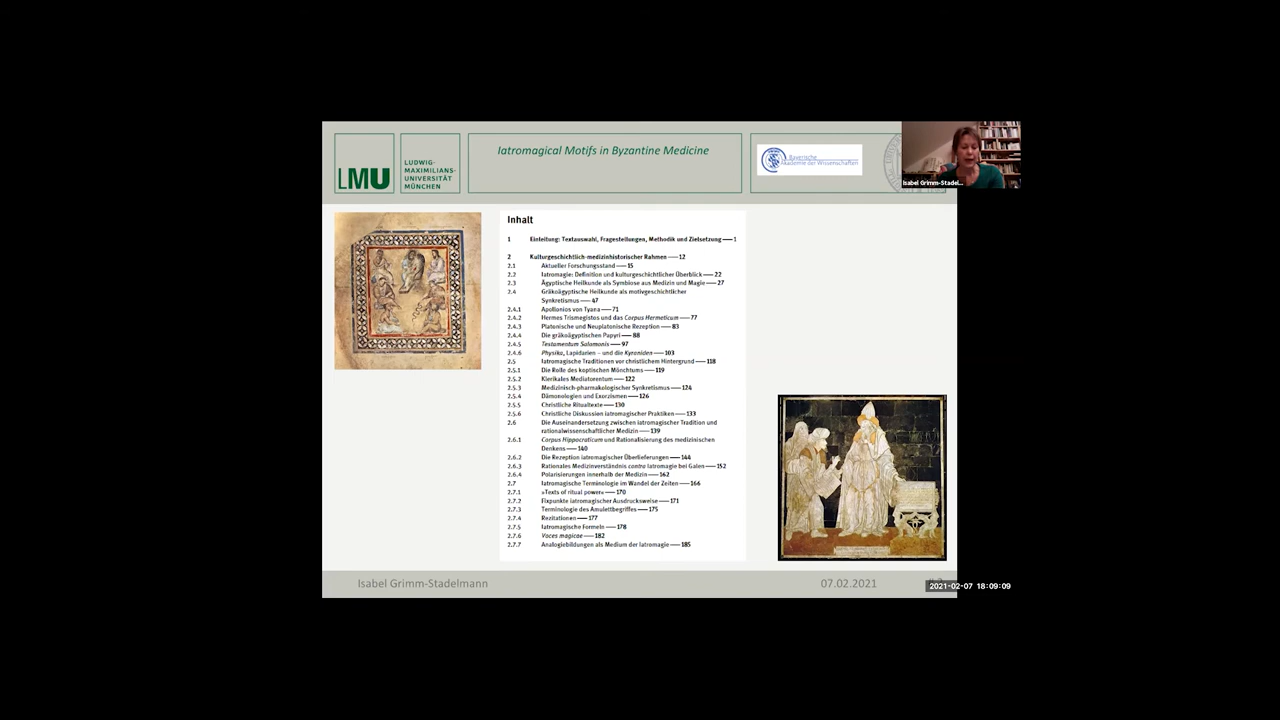 LMU
LUDWIG-
MAXIMILIANS-
UNIVERSITÄT
MÜNCHEN
Iatromagical Motifs in Byzantine Medicine
Bayerische
Akademie der Wissenschaften
Isabel Grimm-Stadel...
Inhalt
1 Einleitung: Textauswahl, Fragestellungen, Methodik und Zielsetzung — 1
2 Kulturgeschichtlich-medizinhistorischer Rahmen — 12
2.1 Aktueller Forschungsstand — 15
2.2 Iatromagie: Definition und kulturgeschichtlicher Überblick — 22
2.3 Ägyptische Heilkunde als Symbiose aus Medizin und Magie — 27
2.4 Gräkoägyptische Heilkunde als motivgeschichtlicher
Synkretismus — 47
2.4.1 Apollonios von Tyana — 71
2.4.2 Hermes Trismegistos und das Corpus Hermeticum — 77
2.4.3 Platonische und Neuplatonische Rezeption — 83
2.4.4 Die gräkoägyptischen Papyri — 88
2.4.5 Testamentum Salomonis — 97
2.4.6 Physika, Lapidarien – und die Kyraniden — 103
2.5 Iatromagische Traditionen vor christlichem Hintergrund — 118
2.5.1 Die Rolle des koptischen Mönchtums — 119
2.5.2 Klerikales Mediatorentum — 122
2.5.3 Medizinisch-pharmakologischer Synkretismus — 124
2.5.4 Dämonologien und Exorzismen — 126
2.5.5 Christliche Ritualtexte — 130
2.5.6 Christliche Diskussion iatromagischer Praktiken — 133
2.6 Die Auseinandersetzung zwischen iatromagischer Tradition und
rationalwissenschaftlicher Medizin — 139
2.6.1 Corpus Hippocraticum und Rationalisierung des medizinischen
Denkens — 140
2.6.2 Die Rezeption iatromagischer Überlieferungen — 144
2.6.3 Rationales Medizinverständnis contra Iatromagie bei Galen — 152
2.6.4 Polarisierungen innerhalb der Medizin — 162
2.7 Iatromagische Terminologie im Wandel der Zeiten — 166
2.7.1 »Texts of ritual power« — 170
2.7.2 Fixpunkte iatromagischer Ausdrucksweise — 171
2.7.3 Terminologie des Amulettbegriffes — 175
2.7.4 Rezitationen — 177
2.7.5 Iatromagische Formeln — 178
2.7.6 Voces magicae — 182
2.7.7 Analogiebildungen als Medium der Iatromagie — 185
Isabel Grimm-Stadelmann
07.02.2021
2021-02-07 18:09:09